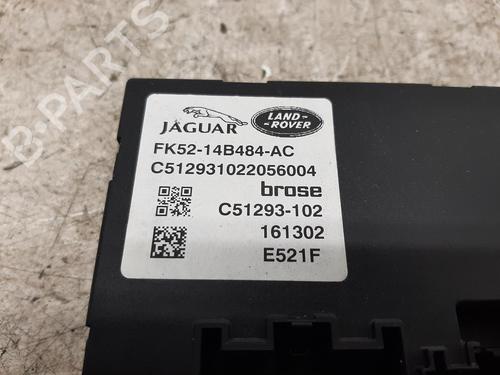 JAGUAR
LAND
ROVER
FK52-14B484-AC
C512931022056004
brose
C51293-102
161302
E521F
B-PARTS